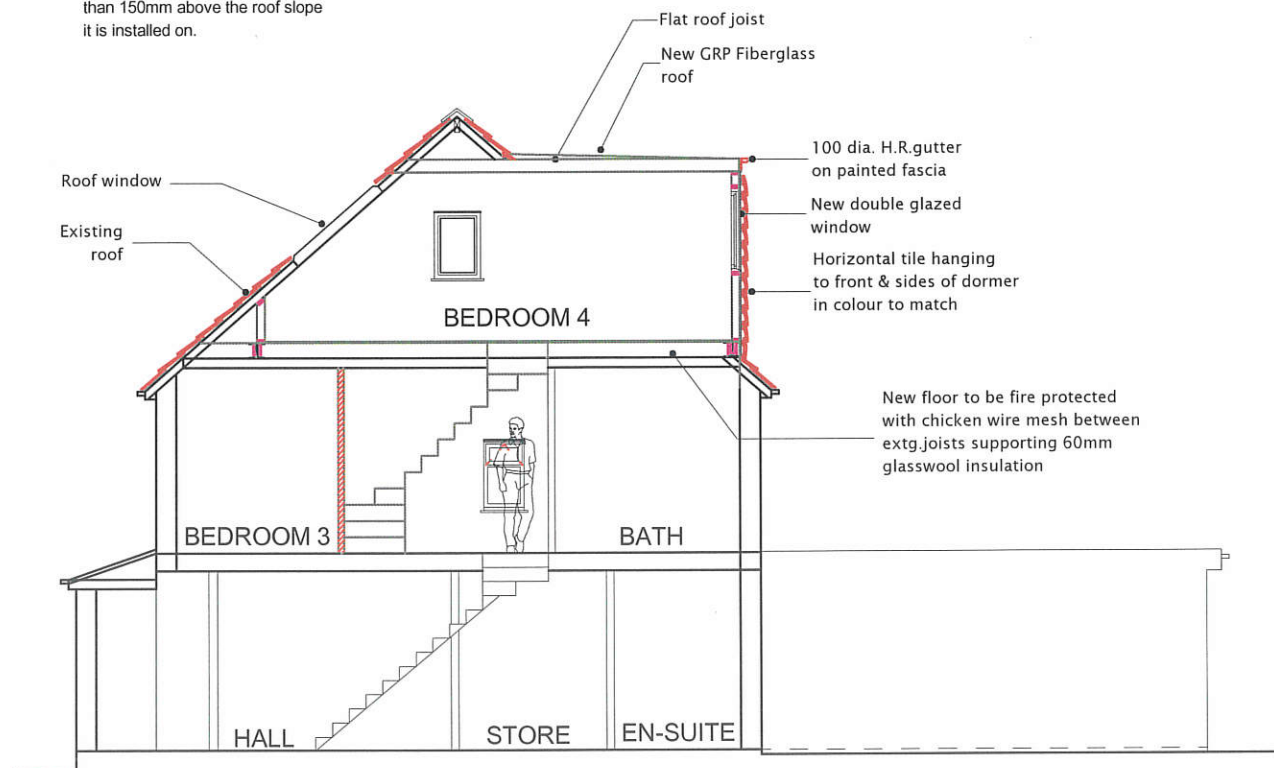 than 150mm above the roof slope
it is installed on.
Flat roof joist
New GRP Fiberglass
roof
100 dia. H.R.gutter
on painted fascia
Roof window
New double glazed
window
Existing
roof
Horizontal tile hanging
to front & sides of dormer
in colour to match
BEDROOM 4
New floor to be fire protected
with chicken wire mesh between
extg.joists supporting 60mm
glasswool insulation
BEDROOM 3
BATH
HALL
STORE
EN-SUITE